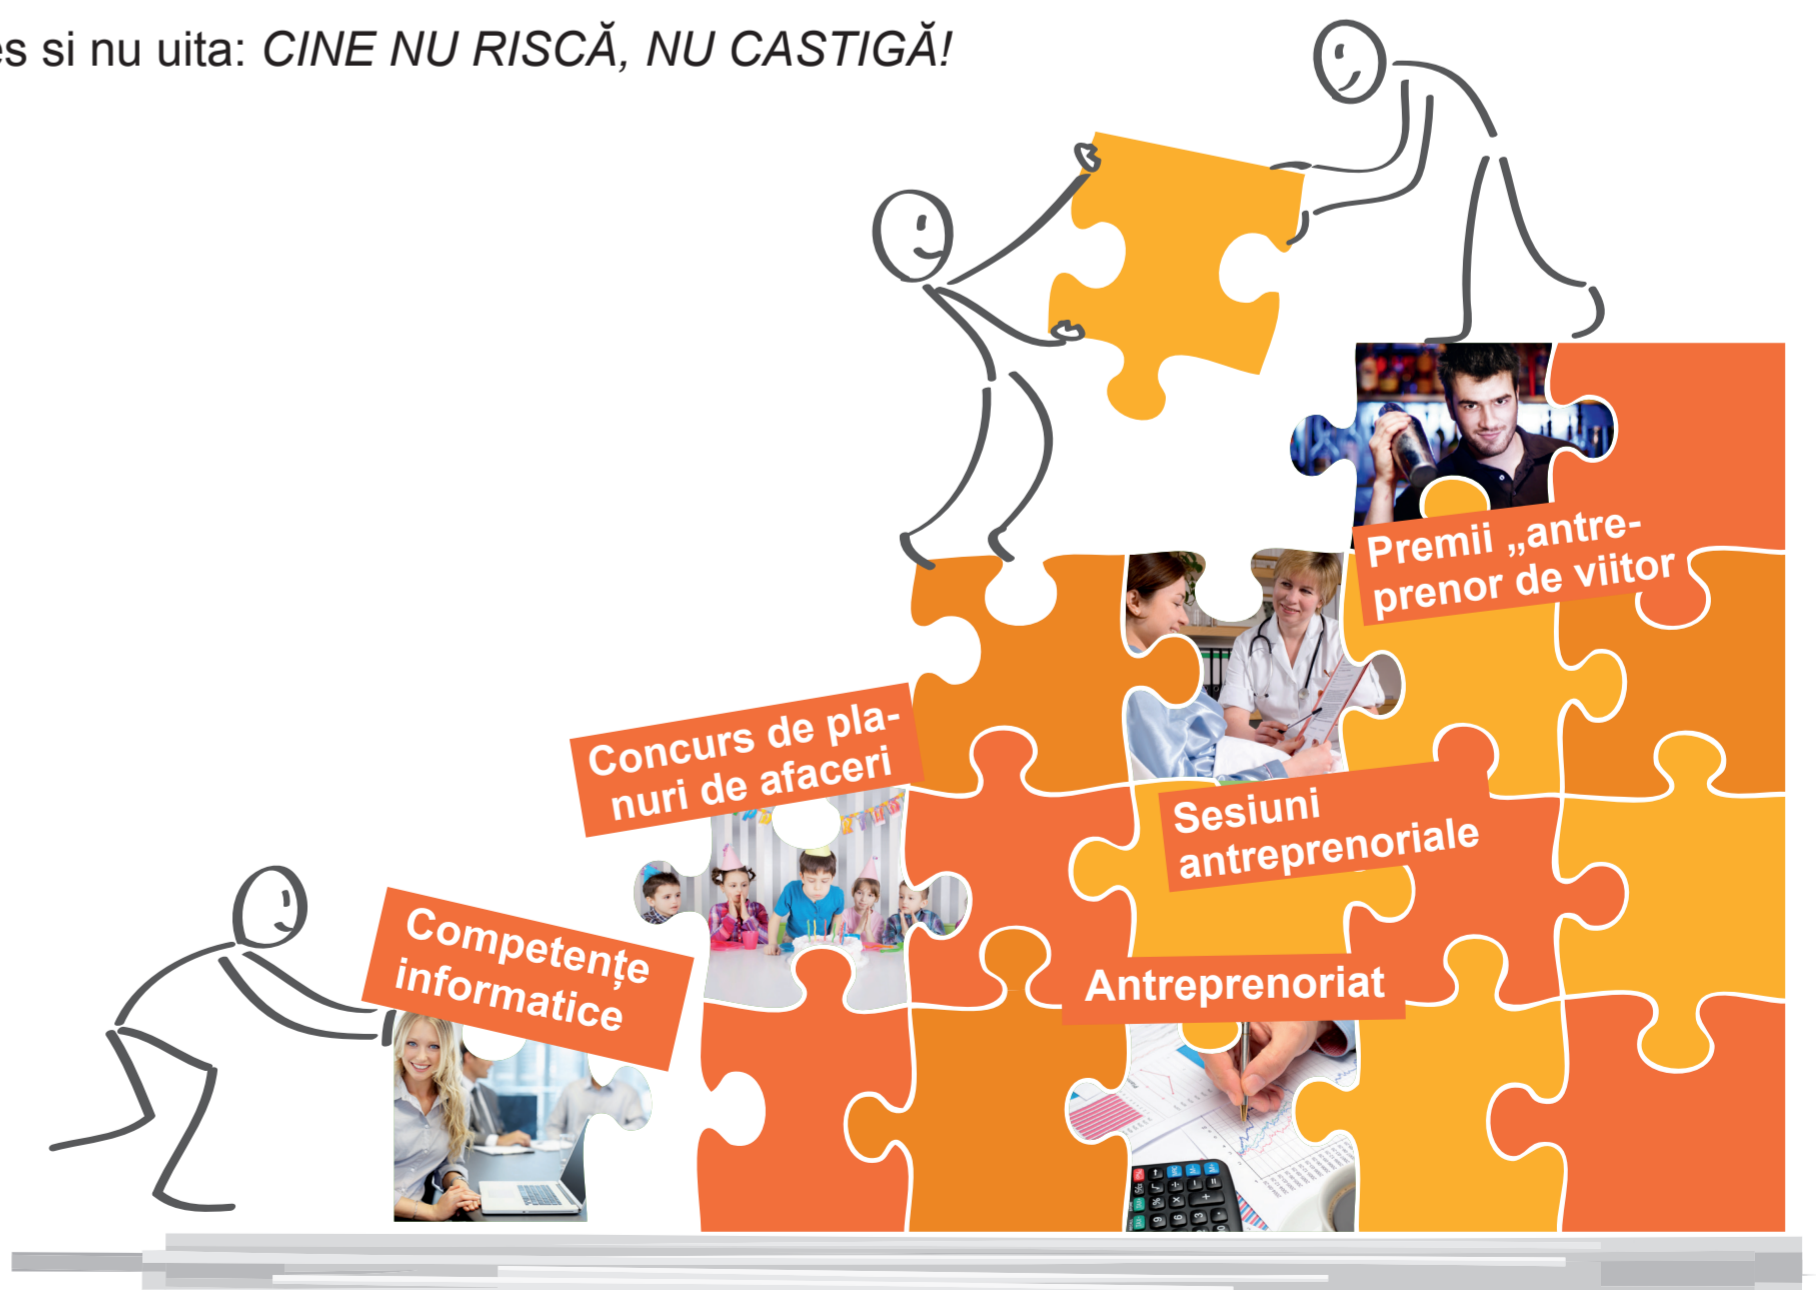 es si nu uita: CINE NU RISCĂ, NU CASTIGĂ!
Premii „antre-
prenor de viitor
Concurs de pla-
nuri de afaceri
Sesiuni
antreprenoriale
Competențe
informatice
Antreprenoriat